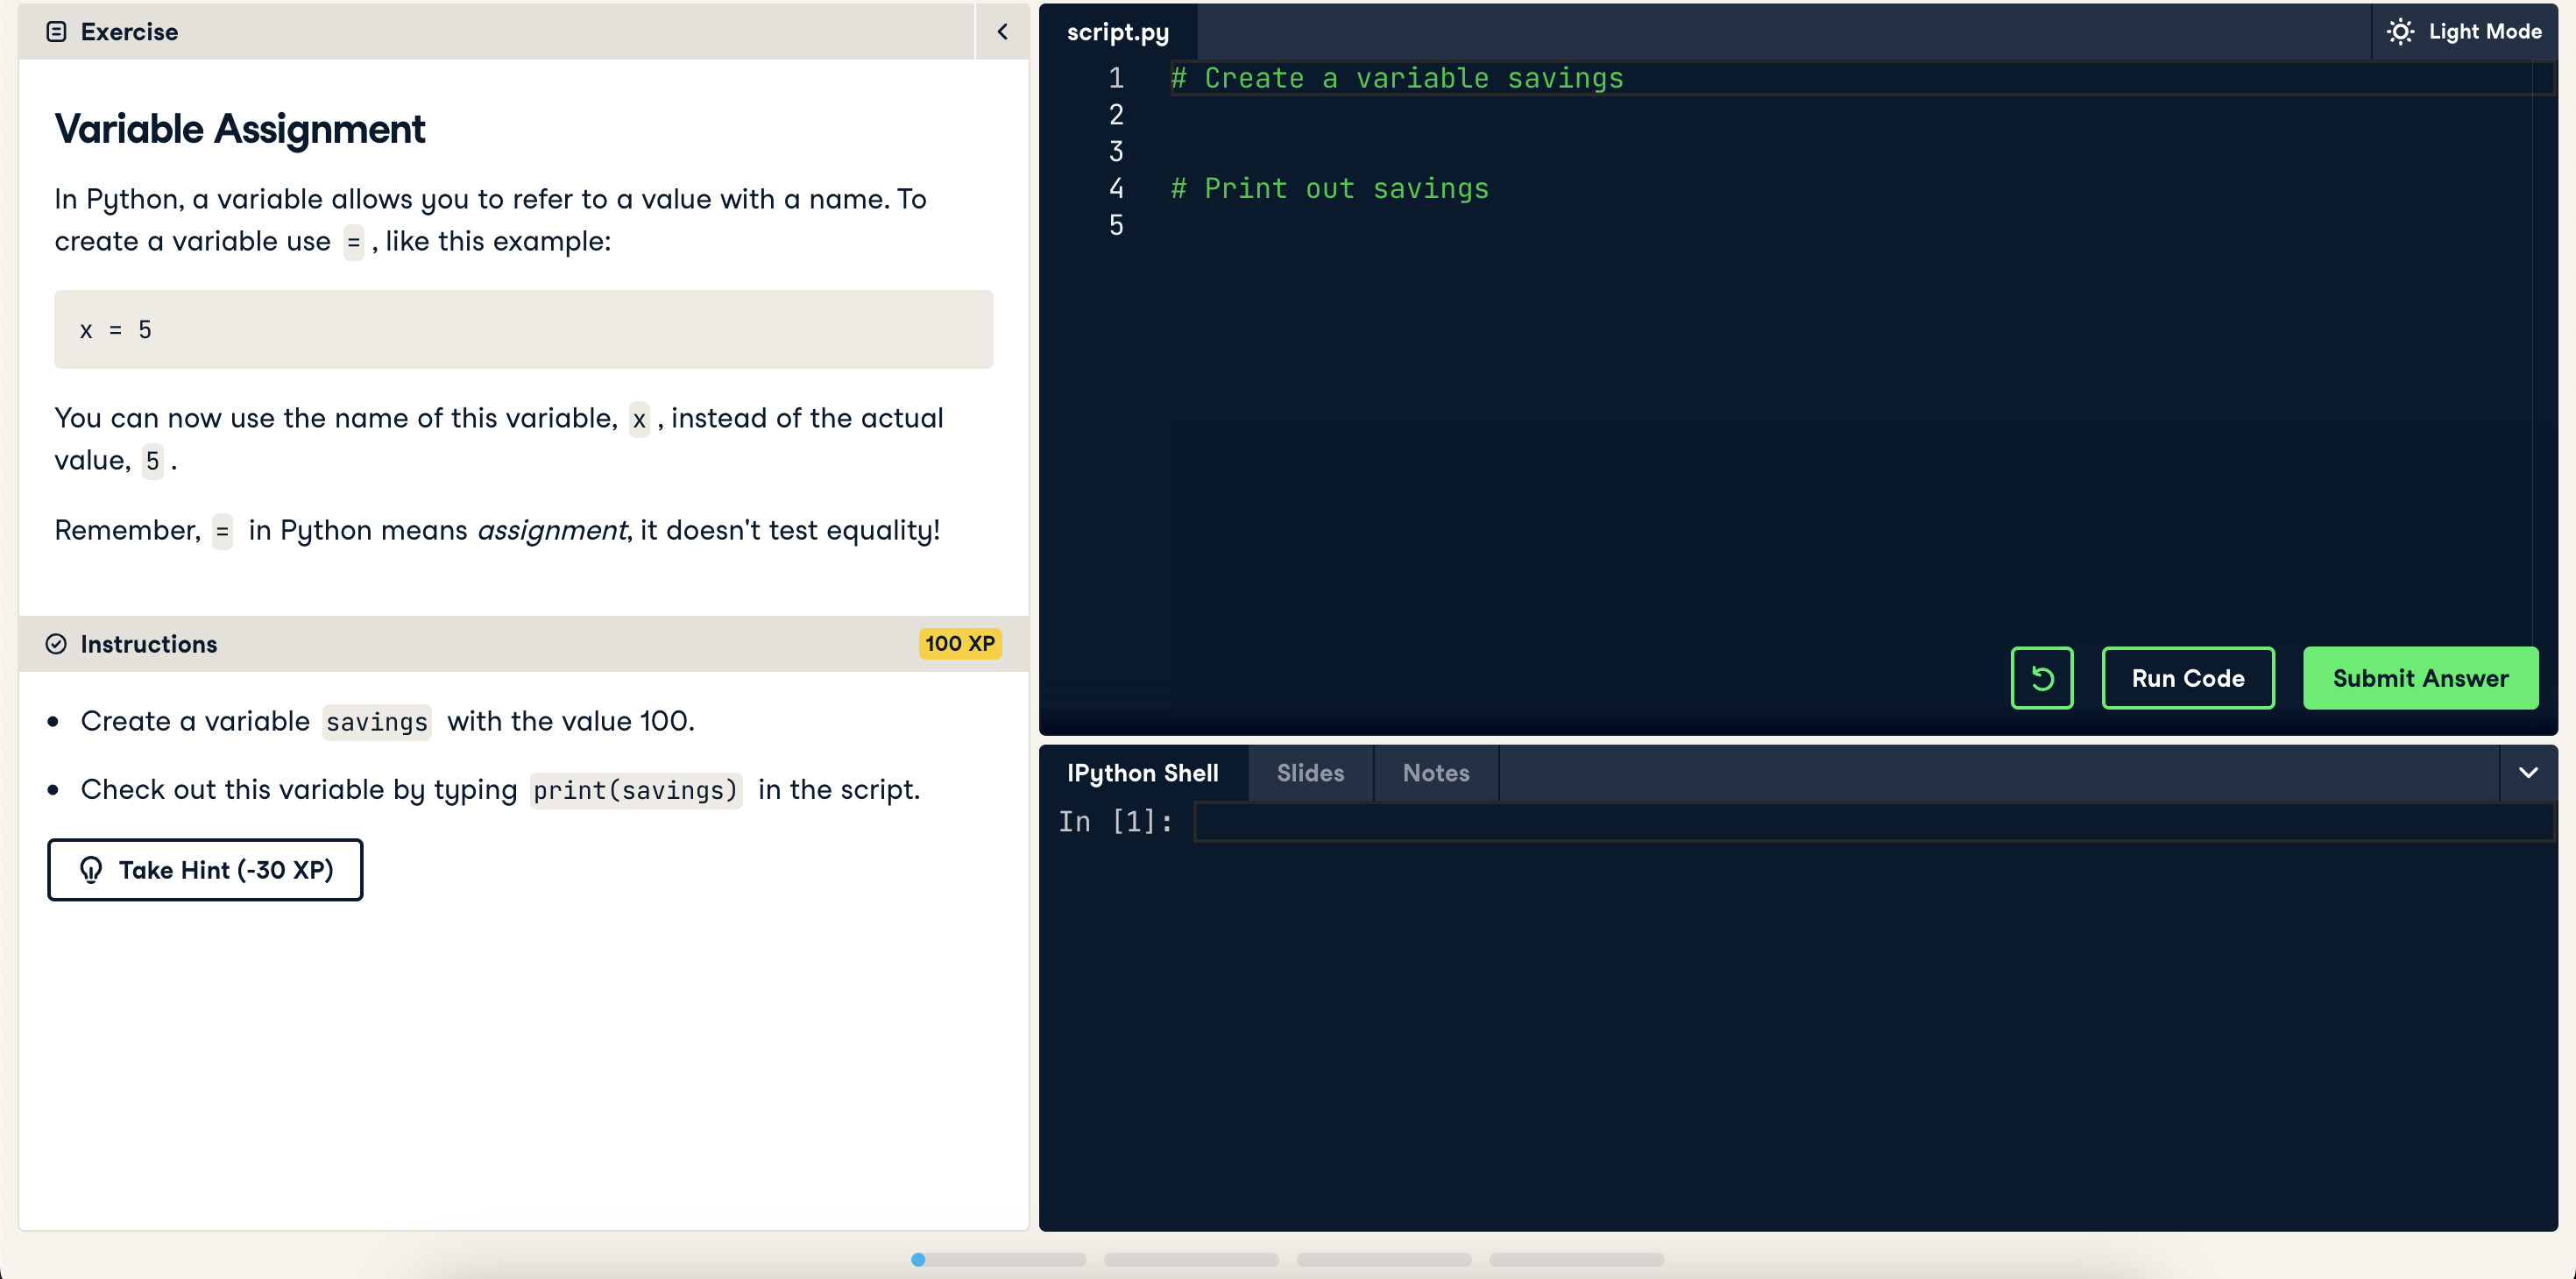 Exercise
Variable Assignment
In Python, a variable allows you to refer to a value with a name. To
create a variable use = , like this example:
x = 5
You can now use the name of this variable, x , instead of the actual
value, 5 .
Remember, = in Python means assignment, it doesn't test equality!
Instructions
100 XP
Create a variable savings with the value 100.
Check out this variable by typing print(savings) in the script.
Take Hint (-30 XP)
script.py
Light Mode
1 # Create a variable savings
2
3
4 # Print out savings
5
Run Code
Submit Answer
IPython Shell
Slides
Notes
In [1]: